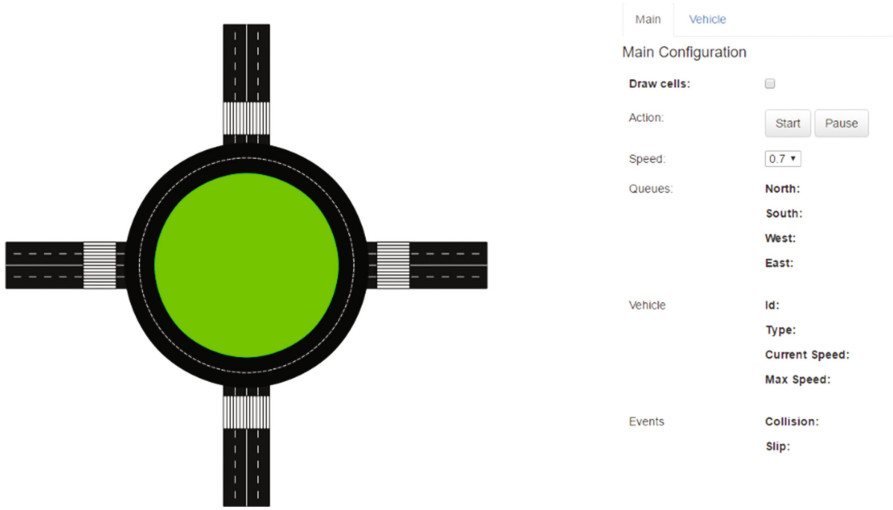 Main Vehicle
Main Configuration
Draw cells:
Action: Start Pause
Speed: 0.7
Queues: North:
South:
West:
East:
Vehicle Id:
Type:
Current Speed:
Max Speed:
Events Collision:
Slip: